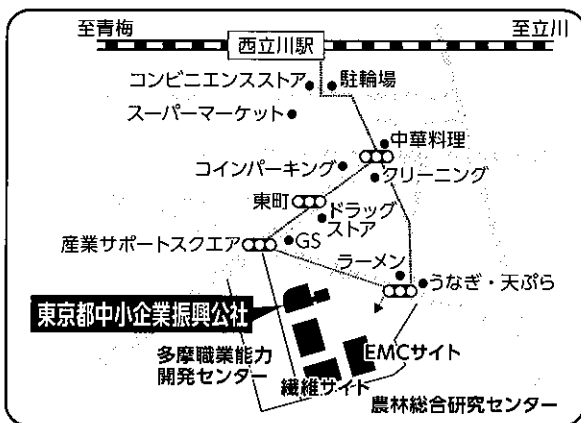 至青梅
西立川駅
至立川
コンビニエンスストア
駐輪場
スーパーマーケット
中華料理
コインパーキング
クリーニング
東町
ドラッグ
ストア
産業サポートスクエア
GS
ラーメン
うなぎ・天ぷら
東京都中小企業振興公社
多摩職業能力
開発センター
EMCサイト
繊維サイト
農林総合研究センター